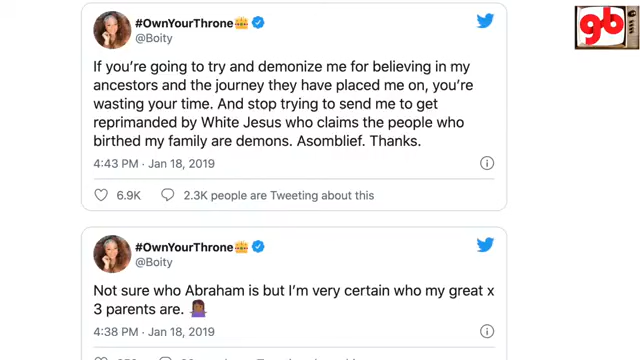 gb
#OwnYourThrone
@Boity
If you're going to try and demonize me for believing in my
ancestors and the journey they have placed me on, you're
wasting your time. And stop trying to send me to get
reprimanded by White Jesus who claims the people who
birthed my family are demons. Asomblief. Thanks.
4:43 PM · Jan 18, 2019
6.9K 2.3K people are Tweeting about this
#OwnYourThrone
@Boity
Not sure who Abraham is but I'm very certain who my great x
3 parents are.
4:38 PM · Jan 18, 2019